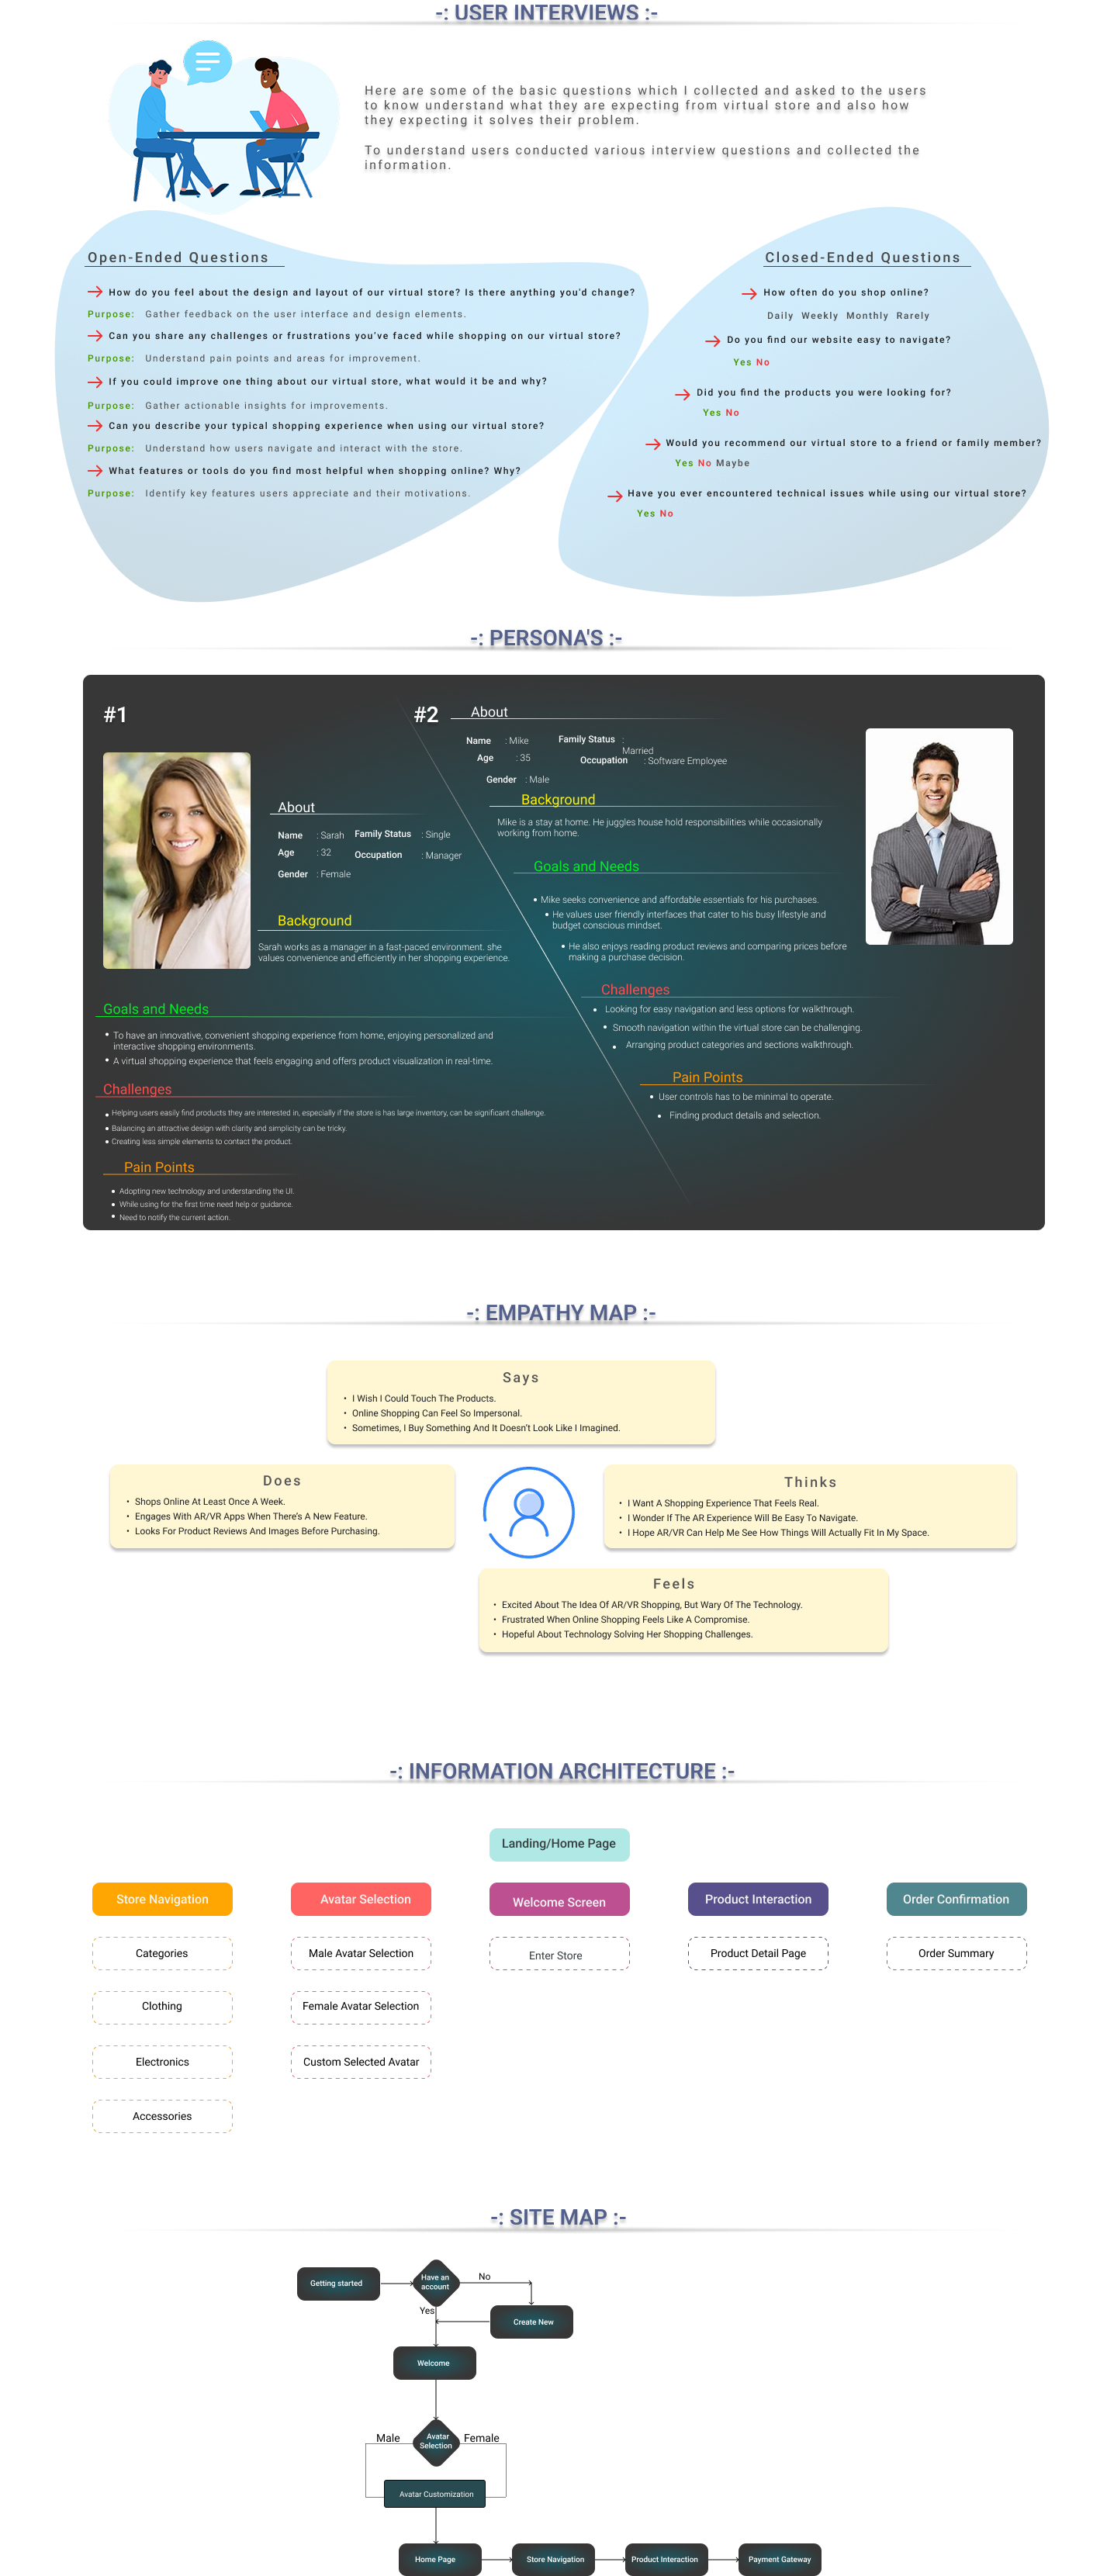 -: USER INTERVIEWS :-
Here are some of the basic questions which I collected and asked to the users
to know understand what they are expecting from virtual store and also how
they expecting it solves their problem.
To understand users conducted various interview questions and collected the
information.
Open-Ended Questions
How do you feel about the design and layout of our virtual store? Is there anything you'd change?
Purpose: Gather feedback on the user interface and design elements.
Can you share any challenges or frustrations you've faced while shopping on our virtual store?
Purpose: Understand pain points and areas for improvement.
If you could improve one thing about our virtual store, what would it be and why?
Purpose: Gather actionable insights for improvements.
Can you describe your typical shopping experience when using our virtual store?
Purpose: Understand how users navigate and interact with the store.
What features or tools do you find most helpful when shopping online? Why?
Purpose: Identify key features users appreciate and their motivations.
Closed-Ended Questions
How often do you shop online?
Daily Weekly Monthly Rarely
Do you find our website easy to navigate?
Yes No
Did you find the products you were looking for?
Yes No
Would you recommend our virtual store to a friend or family member?
Yes No Maybe
Have you ever encountered technical issues while using our virtual store?
Yes No
-: PERSONA'S :-
#1
About
Name : Sarah Family Status : Single
Age : 32 Occupation : Manager
Gender : Female
Background
Sarah works as a manager in a fast-paced environment. she
values convenience and efficiently in her shopping experience.
Goals and Needs
• To have an innovative, convenient shopping experience from home, enjoying personalized and
interactive shopping environments.
• A virtual shopping experience that feels engaging and offers product visualization in real-time.
Challenges
• Helping users easily find products they are interested in, especially if the store is has large inventory, can be significant challenge.
• Balancing an attractive design with clarity and simplicity can be tricky.
• Creating less simple elements to contact the product.
Pain Points
• Adopting new technology and understanding the UI.
• While using for the first time need help or guidance.
• Need to notify the current action.
#2
About
Name : Mike Family Status :
Married
Age : 35 Occupation : Software Employee
Gender : Male
Background
Mike is a stay at home. He juggles house hold responsibilities while occasionally
working from home.
Goals and Needs
• Mike seeks convenience and affordable essentials for his purchases.
• He values user friendly interfaces that cater to his busy lifestyle and
budget conscious mindset.
• He also enjoys reading product reviews and comparing prices before
making a purchase decision.
Challenges
• Looking for easy navigation and less options for walkthrough.
• Smooth navigation within the virtual store can be challenging.
• Arranging product categories and sections walkthrough.
Pain Points
• User controls has to be minimal to operate.
• Finding product details and selection.
-: EMPATHY MAP :-
Says
• I Wish I Could Touch The Products.
• Online Shopping Can Feel So Impersonal.
• Sometimes, I Buy Something And It Doesn't Look Like I Imagined.
Does
• Shops Online At Least Once A Week.
• Engages With AR/VR Apps When There's A New Feature.
• Looks For Product Reviews And Images Before Purchasing.
Thinks
• I Want A Shopping Experience That Feels Real.
• I Wonder If The AR Experience Will Be Easy To Navigate.
• I Hope AR/VR Can Help Me See How Things Will Actually Fit In My Space.
Feels
• Excited About The Idea Of AR/VR Shopping, But Wary Of The Technology.
• Frustrated When Online Shopping Feels Like A Compromise.
• Hopeful About Technology Solving Her Shopping Challenges.
-: INFORMATION ARCHITECTURE :-
Landing/Home Page
Store Navigation
Categories
Clothing
Electronics
Accessories
Avatar Selection
Male Avatar Selection
Female Avatar Selection
Custom Selected Avatar
Welcome Screen
Enter Store
Product Interaction
Product Detail Page
Order Confirmation
Order Summary
-: SITE MAP :-
Getting started
Have an
account
No
Yes
Create New
Welcome
Male
Avatar
Selection
Female
Avatar Customization
Home Page
Store Navigation
Product Interaction
Payment Gateway